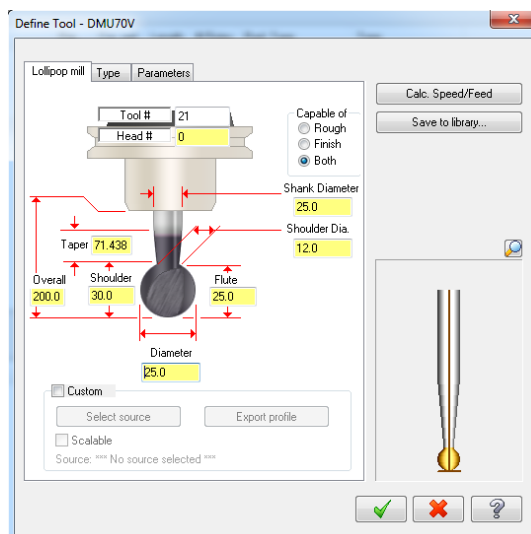 Define Tool - DMU70V
Lollipop mill Type Parameters
Tool # 21
Head # 0
Capable of
Rough
Finish
Both
Calc. Speed/Feed
Save to library...
Shank Diameter
25.0
Shoulder Dia.
12.0
Taper 71.438
Overall Shoulder Flute
200.0 30.0 25.0
Diameter
25.0
Custom
Select source Export profile
Scalable
Source: *** No source selected ***